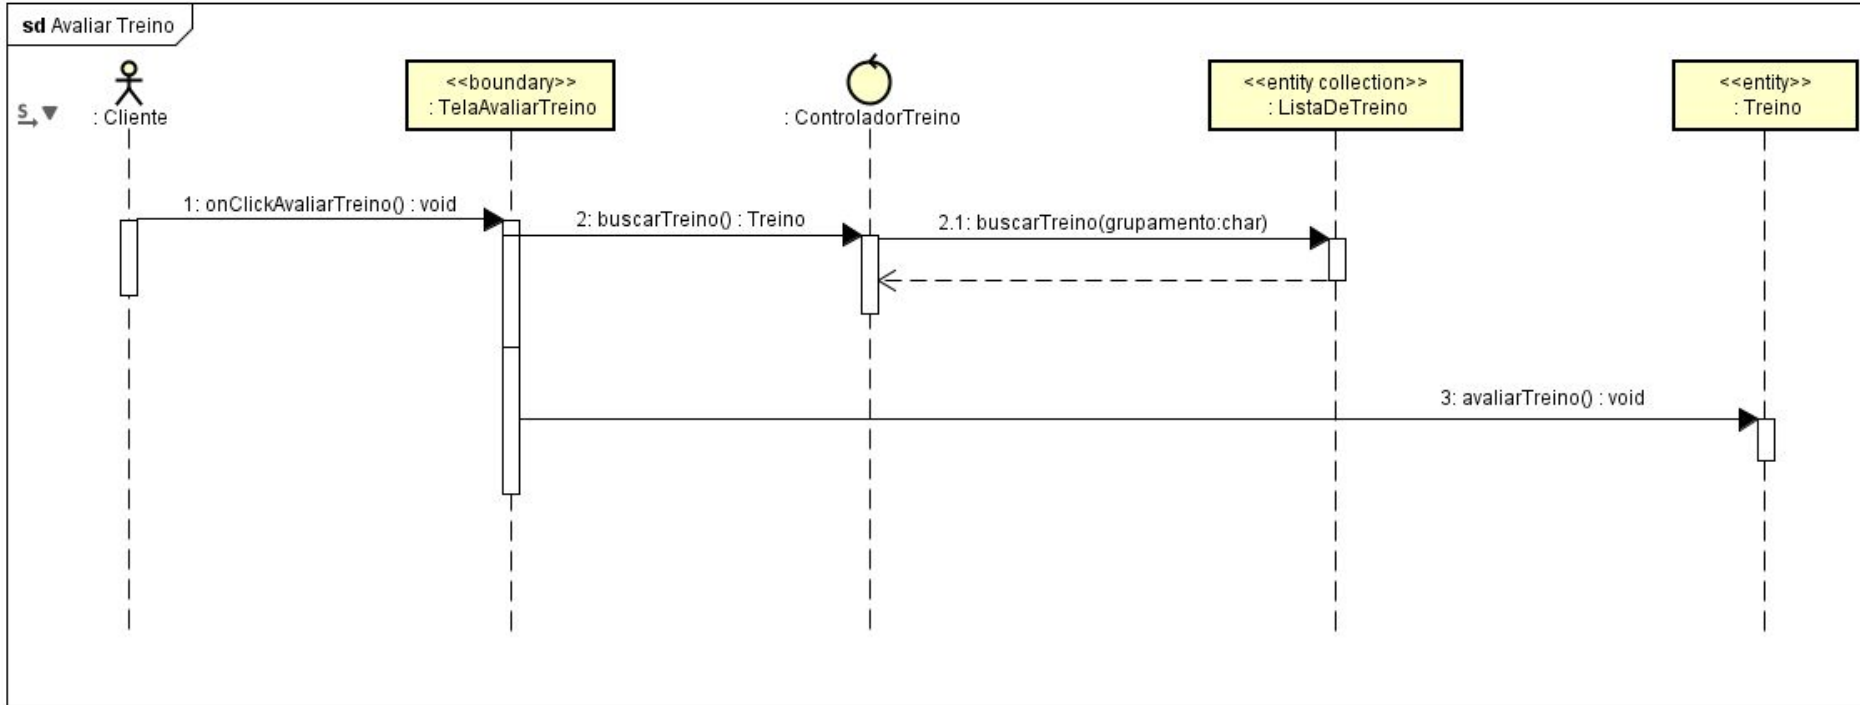 sd Avaliar Treino
S
: Cliente
<<boundary>>
: TelaAvaliarTreino
: ControladorTreino
<<entity collection>>
: ListaDeTreino
<<entity>>
: Treino
1: onClickAvaliarTreino() : void
2: buscarTreino() : Treino
2.1: buscarTreino(grupamento:char)
3: avaliarTreino() : void